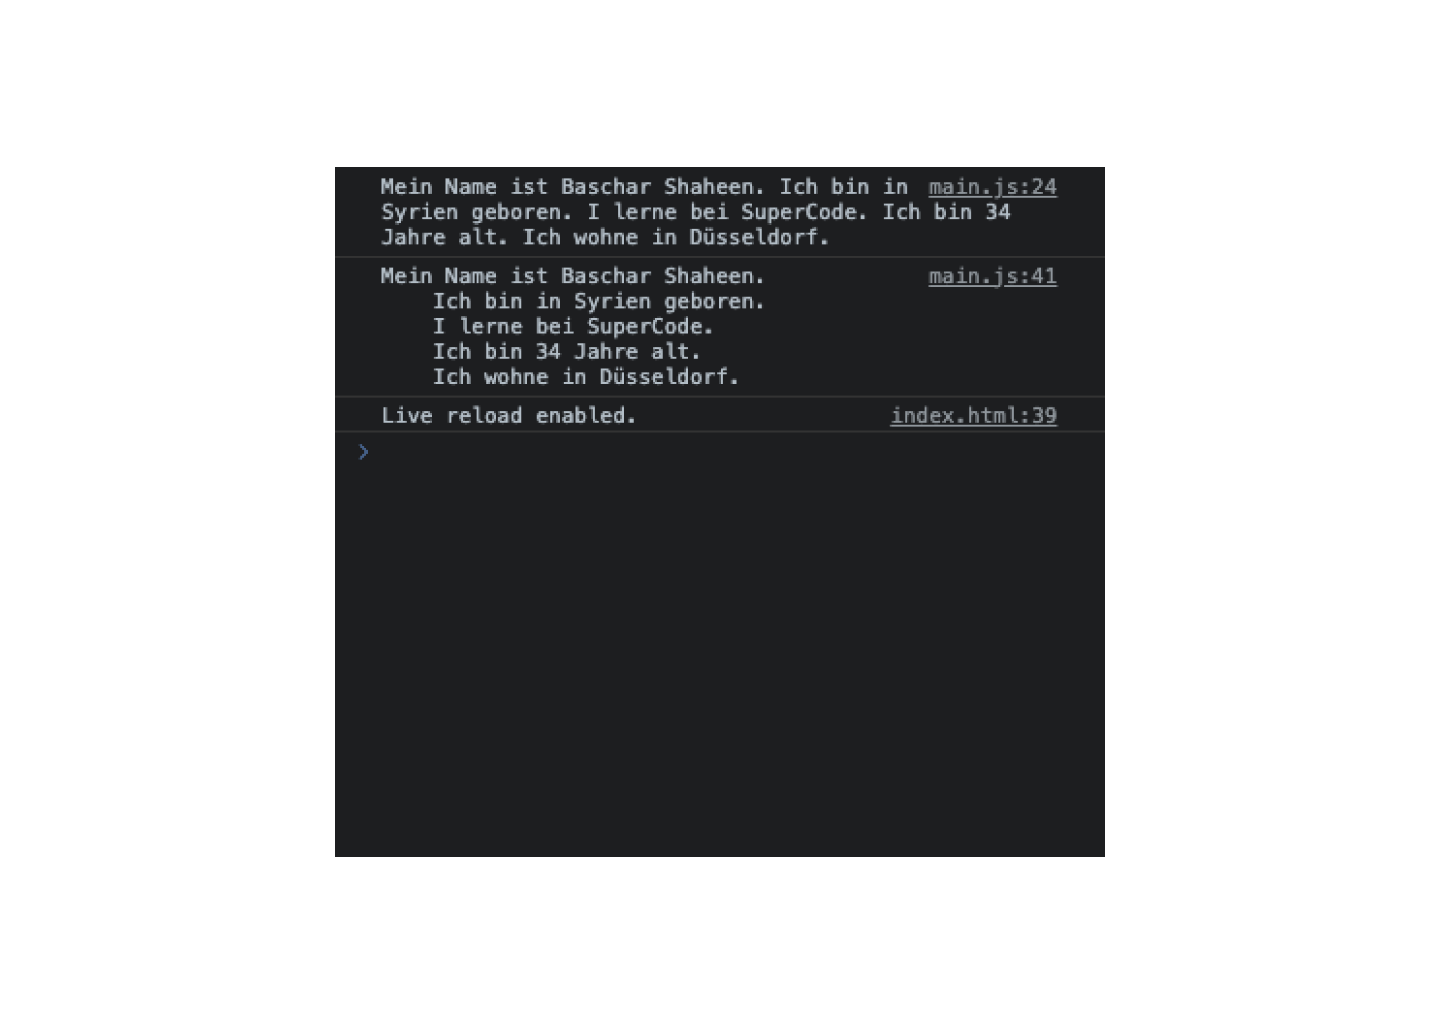 Mein Name ist Baschar Shaheen. Ich bin in main.js:24
Syrien geboren. I lerne bei SuperCode. Ich bin 34
Jahre alt. Ich wohne in Düsseldorf.
Mein Name ist Baschar Shaheen. main.js:41
Ich bin in Syrien geboren.
I lerne bei SuperCode.
Ich bin 34 Jahre alt.
Ich wohne in Düsseldorf.
Live reload enabled. index.html:39